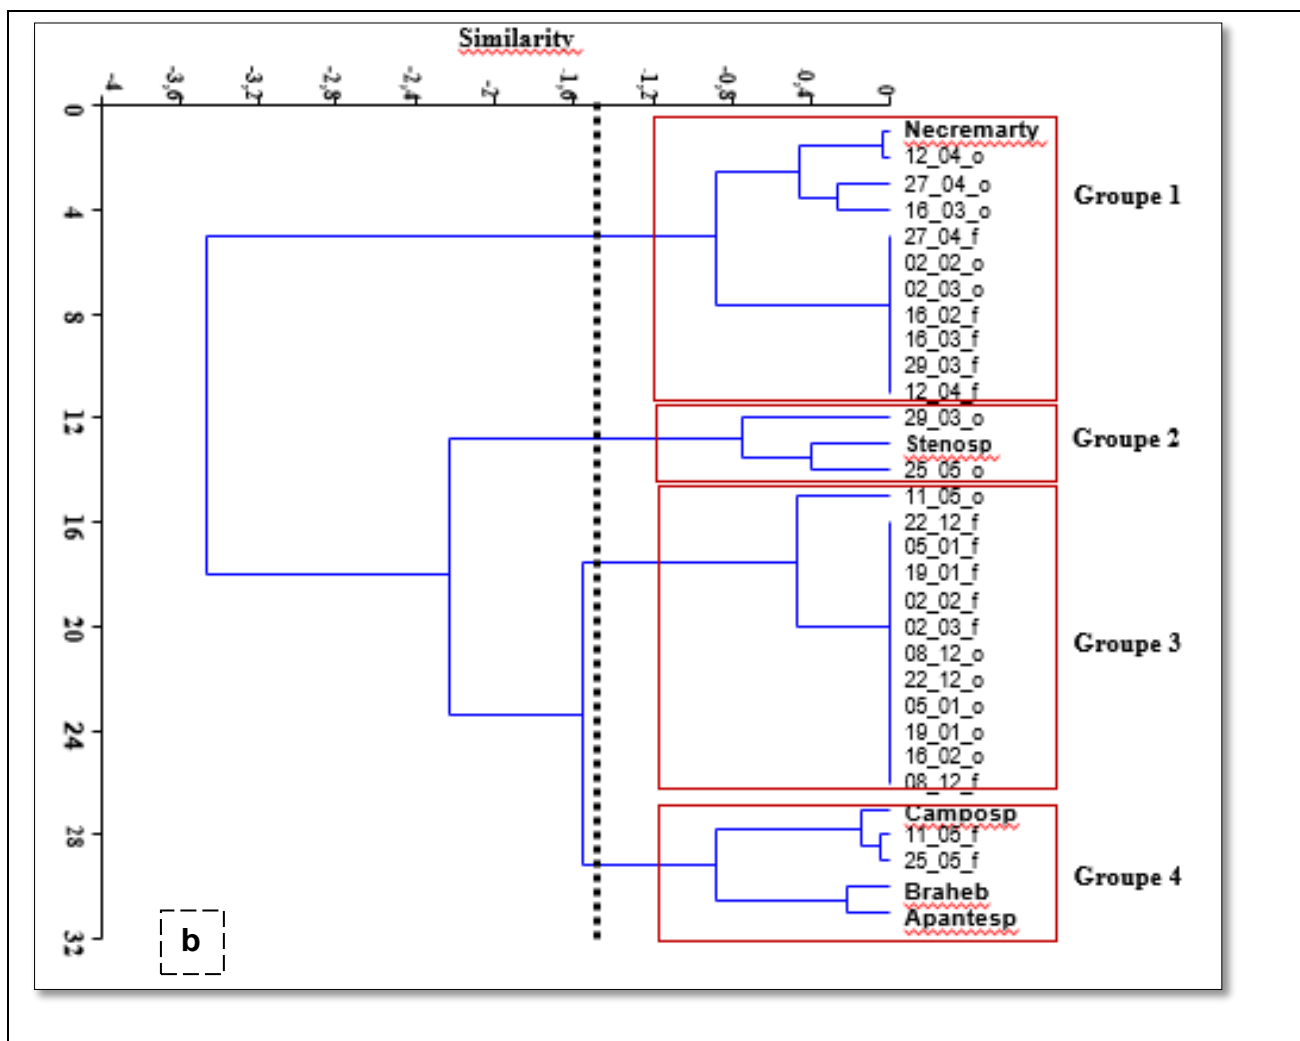 Similarity
-4 -3,6 -3,2 -2,8 -2,4 -2 -1,6 -1,2 -0,8 -0,4 0
0
4
8
12
16
20
24
28
32
Necremarty
12_04_o
27_04_o
16_03_o
27_04_f
02_02_o
02_03_o
16_02_f
16_03_f
29_03_f
12_04_f
Groupe 1
29_03_o
Stenosp
25_05_o
Groupe 2
11_05_o
22_12_f
05_01_f
19_01_f
02_02_f
02_03_f
08_12_o
22_12_o
05_01_o
19_01_o
16_02_o
08_12_f
Groupe 3
Camposp
11_05_f
25_05_f
Braheb
Apantesp
Groupe 4
b